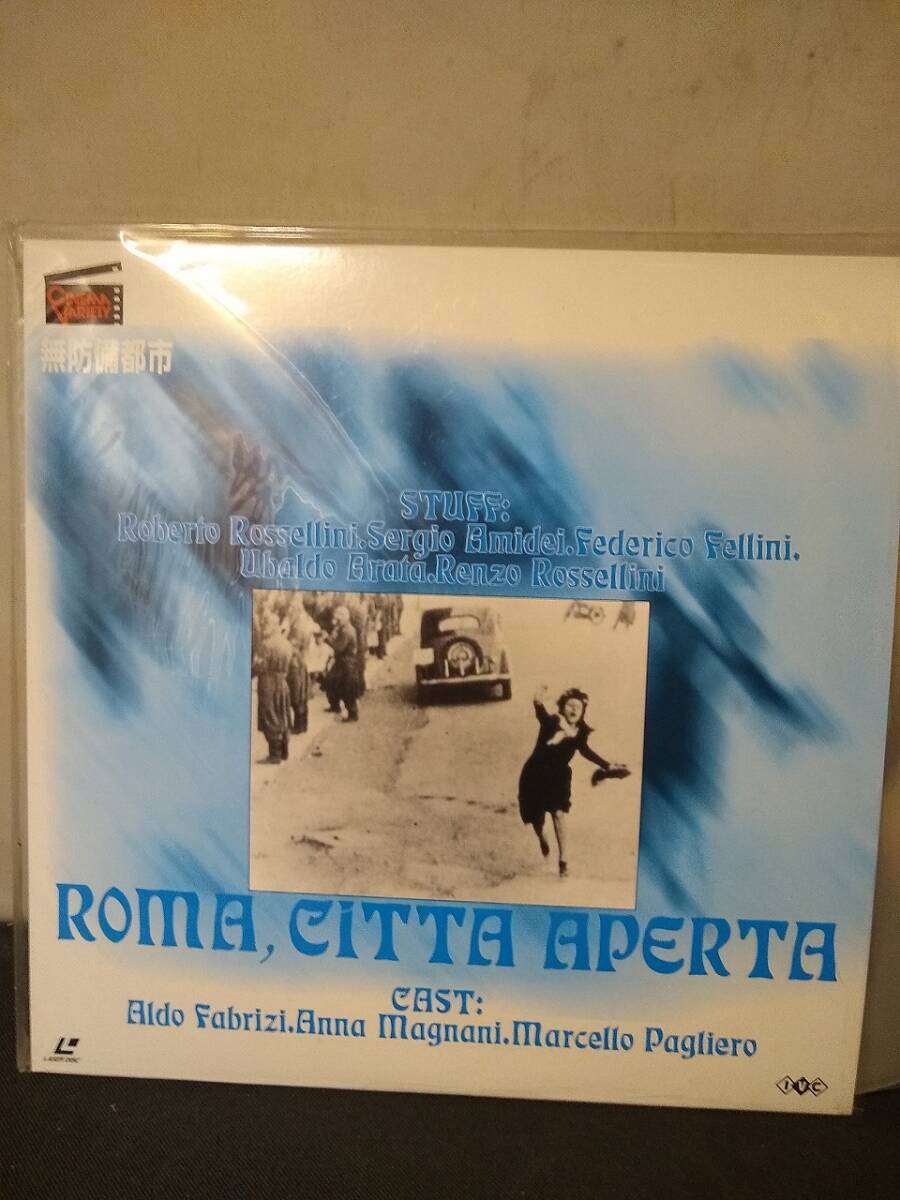 CINEMA
VARIETY
無防備都市
STUFF:
Roberto Rossellini.Sergio Amidei.Federico Fellini.
Ubaldo Arata.Renzo Rossellini
ROMA, CiTTA APERTA
CAST:
Aldo Fabrizi.Anna Magnani.Marcello Pagliero
LASER DISC
IVC